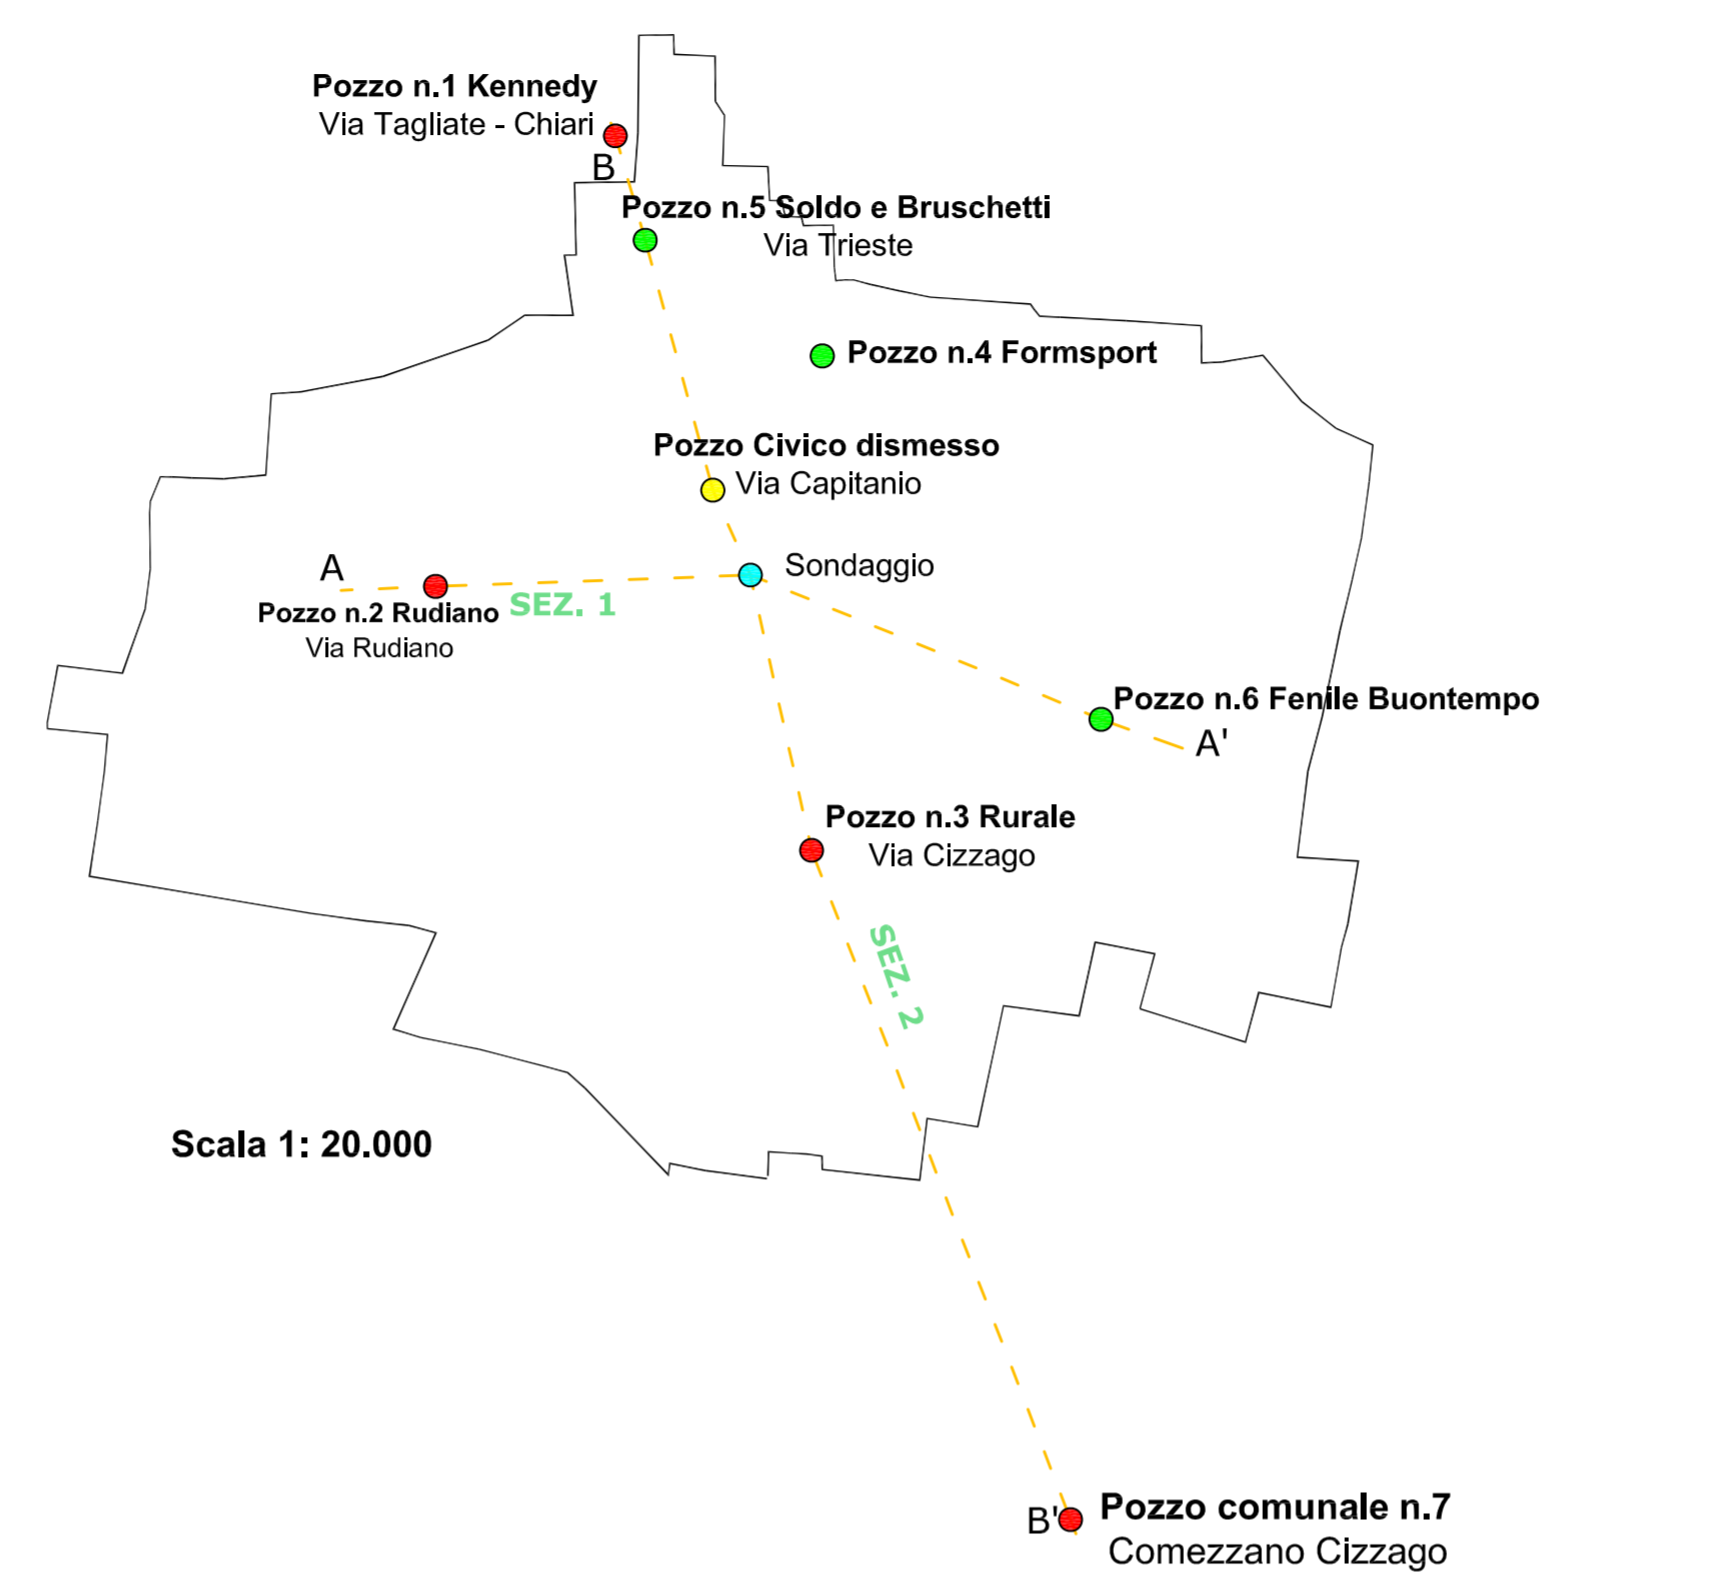 Pozzo n.1 Kennedy
Via Tagliate - Chiari
B
Pozzo n.5 Soldo e Bruschetti
Via Trieste
Pozzo n.4 Formsport
Pozzo Civico dismesso
Via Capitanio
Sondaggio
A
SEZ. 1
Pozzo n.2 Rudiano
Via Rudiano
Pozzo n.6 Fenile Buontempo
A'
Pozzo n.3 Rurale
Via Cizzago
SEZ. 2
Scala 1: 20.000
B'
Pozzo comunale n.7
Comezzano Cizzago